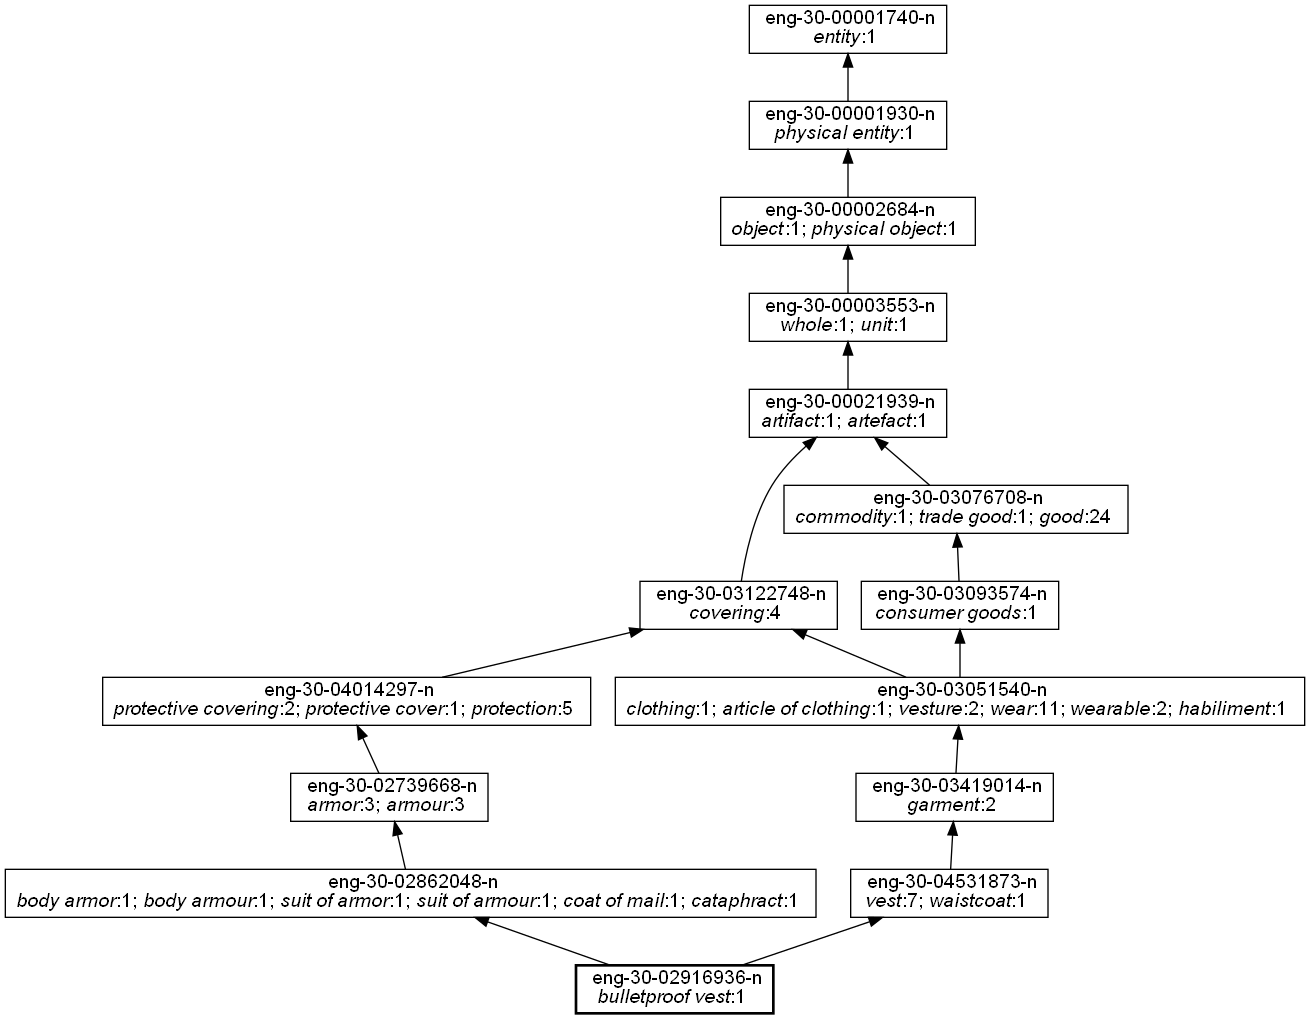 eng-30-00001740-n
entity:1
eng-30-00001930-n
physical entity:1
eng-30-00002684-n
object:1; physical object:1
eng-30-00003553-n
whole:1; unit:1
eng-30-00021939-n
artifact:1; artefact:1
eng-30-03076708-n
commodity:1; trade good:1; good:24
eng-30-03122748-n
covering:4
eng-30-03093574-n
consumer goods:1
eng-30-04014297-n
protective covering:2; protective cover:1; protection:5
eng-30-03051540-n
clothing:1; article of clothing:1; vesture:2; wear:11; wearable:2; habiliment:1
eng-30-02739668-n
armor:3; armour:3
eng-30-03419014-n
garment:2
eng-30-02862048-n
body armor:1; body armour:1; suit of armor:1; suit of armour:1; coat of mail:1; cataphract:1
eng-30-04531873-n
vest:7; waistcoat:1
eng-30-02916936-n
bulletproof vest:1